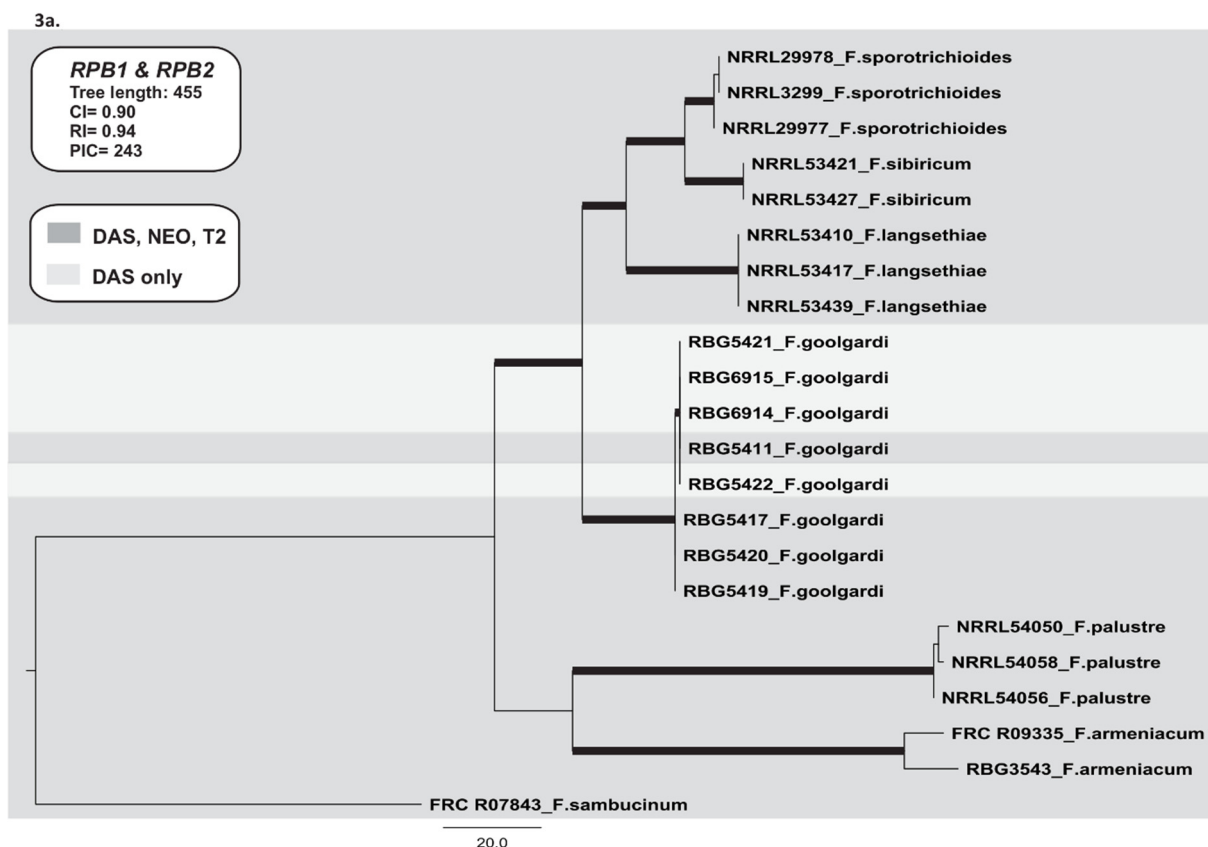 3a.
RPB1 & RPB2
Tree length: 455
CI= 0.90
RI= 0.94
PIC= 243
DAS, NEO, T2
DAS only
NRRL29978_F.sporotrichioides
NRRL3299_F.sporotrichioides
NRRL29977_F.sporotrichioides
NRRL53421_F.sibiricum
NRRL53427_F.sibiricum
NRRL53410_F.langsethiae
NRRL53417_F.langsethiae
NRRL53439_F.langsethiae
RBG5421_F.goolgardi
RBG6915_F.goolgardi
RBG6914_F.goolgardi
RBG5411_F.goolgardi
RBG5422_F.goolgardi
RBG5417_F.goolgardi
RBG5420_F.goolgardi
RBG5419_F.goolgardi
NRRL54050_F.palustre
NRRL54058_F.palustre
NRRL54056_F.palustre
FRC R09335_F.armeniacum
RBG3543_F.armeniacum
FRC R07843_F.sambucinum
20.0